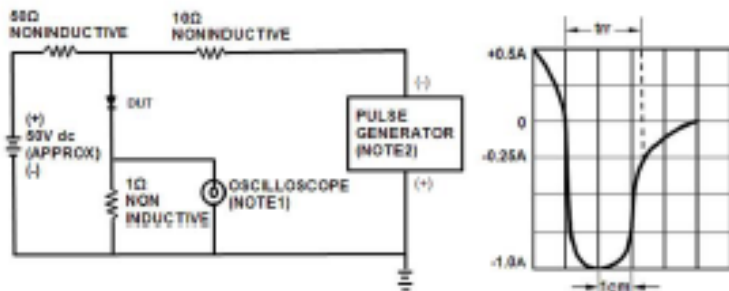 50Ω
NONINDUCTIVE
10Ω
NONINDUCTIVE
(+)
50V dc
(APPROX)
(-)
DUT
1Ω
NON
INDUCTIVE
OSCILLOSCOPE
(NOTE1)
(-)
PULSE
GENERATOR
(NOTE2)
(+)
trr
+0.5A
0
-0.25A
-1.0A
1cm